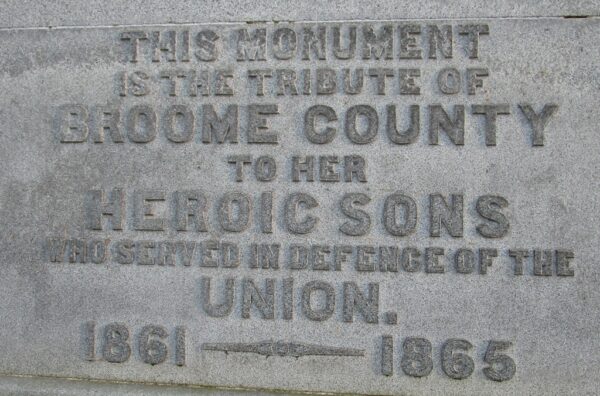 THIS MONUMENT
IS THE TRIBUTE OF
BROOME COUNTY
TO HER
HEROIC SONS
WHO SERVED IN DEFENCE OF THE
UNION.
1861 — 1865